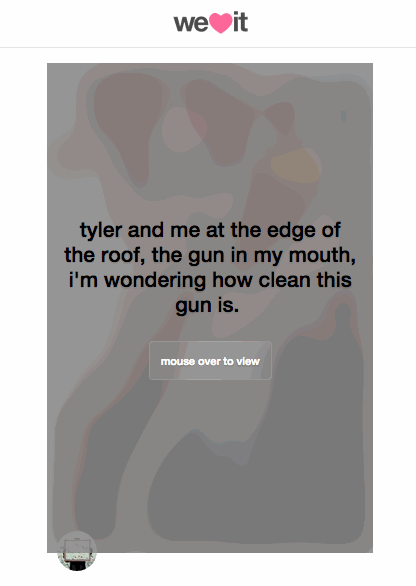 we❤it
tyler and me at the edge of
the roof, the gun in my mouth,
i'm wondering how clean this
gun is.
mouse over to view